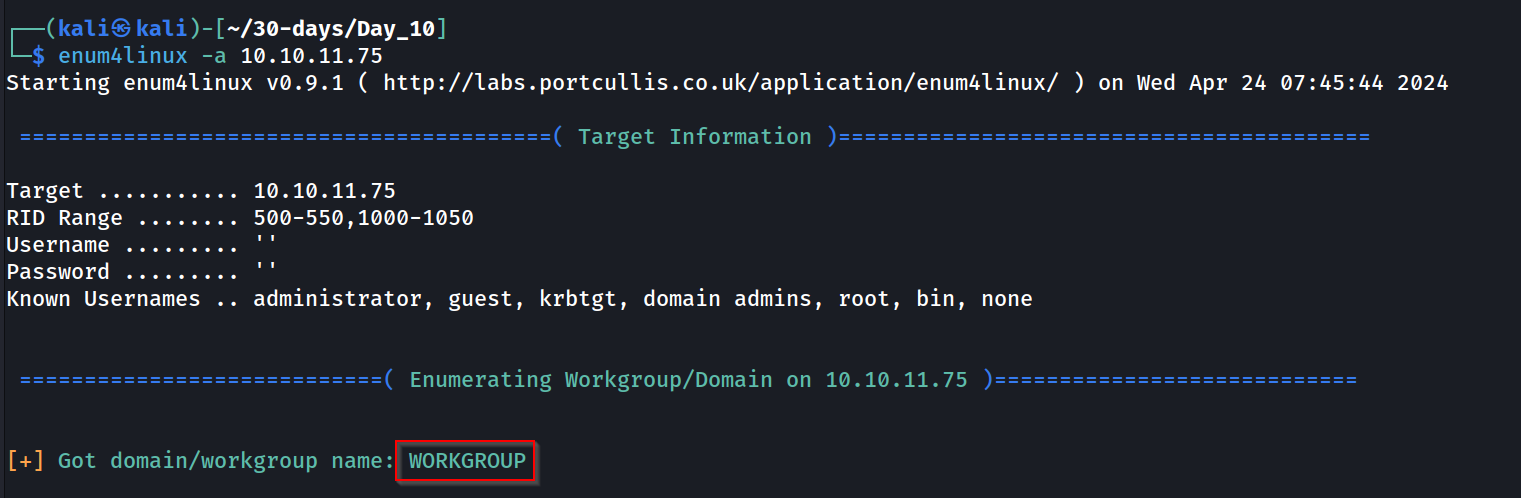 (kali㉿kali)-[~/30-days/Day_10]
$ enum4linux -a 10.10.11.75
Starting enum4linux v0.9.1 ( http://labs.portcullis.co.uk/application/enum4linux/ ) on Wed Apr 24 07:45:44 2024
=========================================( Target Information )=========================================
Target ........... 10.10.11.75
RID Range ........ 500-550,1000-1050
Username ......... ''
Password ......... ''
Known Usernames .. administrator, guest, krbtgt, domain admins, root, bin, none
============================( Enumerating Workgroup/Domain on 10.10.11.75 )============================
[+] Got domain/workgroup name: WORKGROUP